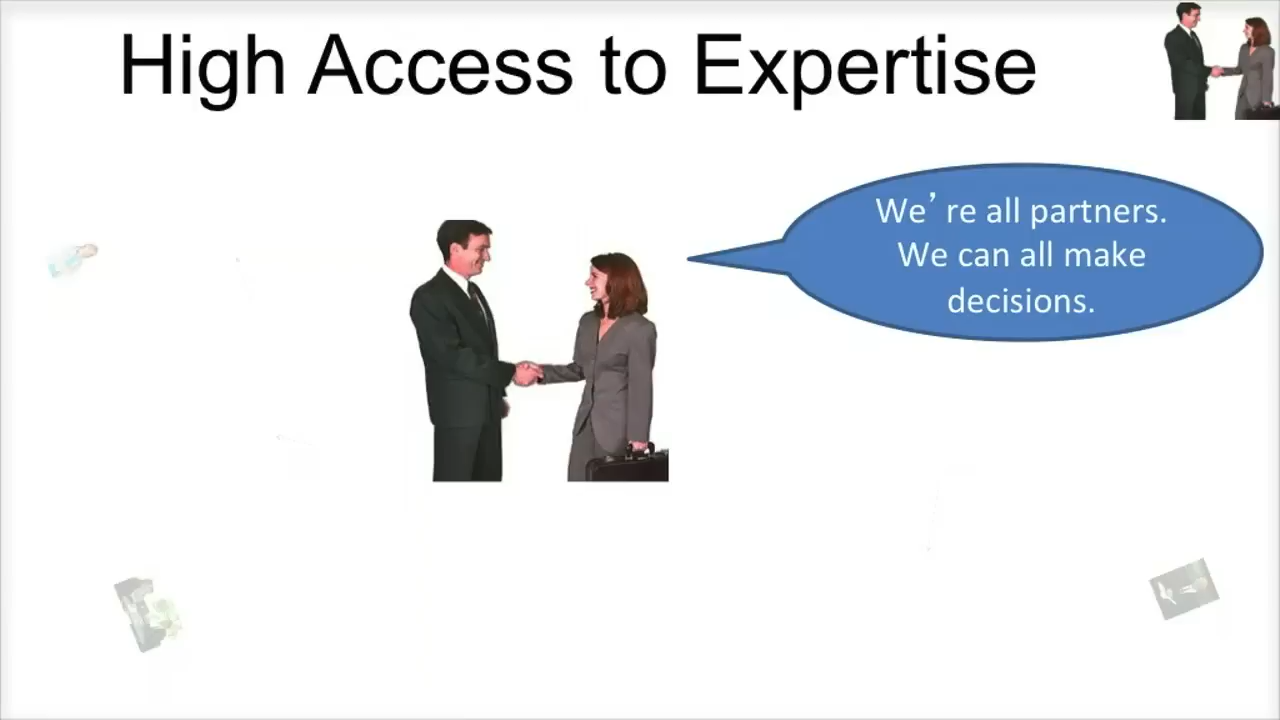 High Access to Expertise
We’ re all partners.
We can all make
decisions.